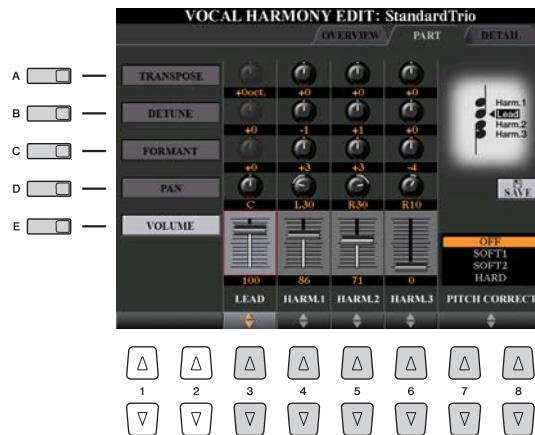 VOCAL HARMONY EDIT: StandardTrio
OVERVIEW PART DETAIL
A TRANSPOSE +0oct. +0 +0 +0
B DETUNE +0 -1 +1 +0
C FORMANT +0 +3 +3 -4
D PAN C L30 R30 R10
E VOLUME 100 86 71 0
Harm.1
Lead
Harm.2
Harm.3
SAVE
OFF
SOFT1
SOFT2
HARD
LEAD HARM.1 HARM.2 HARM.3 PITCH CORRECT
1 2 3 4 5 6 7 8